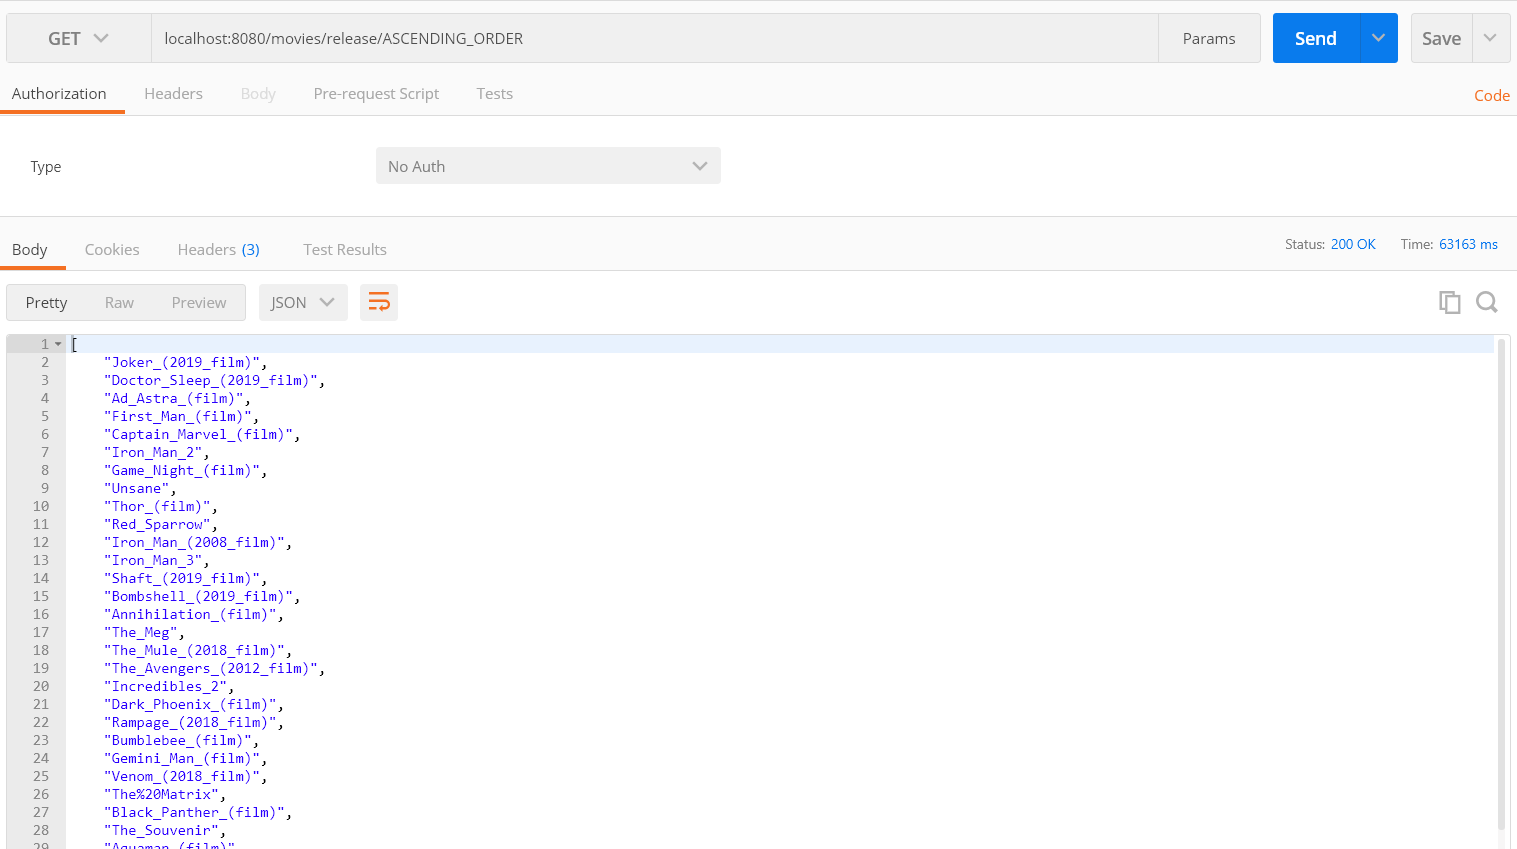 GET localhost:8080/movies/release/ASCENDING_ORDER Params Send Save
Authorization Headers Body Pre-request Script Tests Code
Type No Auth
Body Cookies Headers (3) Test Results Status: 200 OK Time: 63163 ms
Pretty Raw Preview JSON
1 [
2 "Joker_(2019_film)",
3 "Doctor_Sleep_(2019_film)",
4 "Ad_Astra_(film)",
5 "First_Man_(film)",
6 "Captain_Marvel_(film)",
7 "Iron_Man_2",
8 "Game_Night_(film)",
9 "Unsane",
10 "Thor_(film)",
11 "Red_Sparrow",
12 "Iron_Man_(2008_film)",
13 "Iron_Man_3",
14 "Shaft_(2019_film)",
15 "Bombshell_(2019_film)",
16 "Annihilation_(film)",
17 "The_Meg",
18 "The_Mule_(2018_film)",
19 "The_Avengers_(2012_film)",
20 "Incredibles_2",
21 "Dark_Phoenix_(film)",
22 "Rampage_(2018_film)",
23 "Bumblebee_(film)",
24 "Gemini_Man_(film)",
25 "Venom_(2018_film)",
26 "The%20Matrix",
27 "Black_Panther_(film)",
28 "The_Souvenir",
29 "Aquaman_(film)"